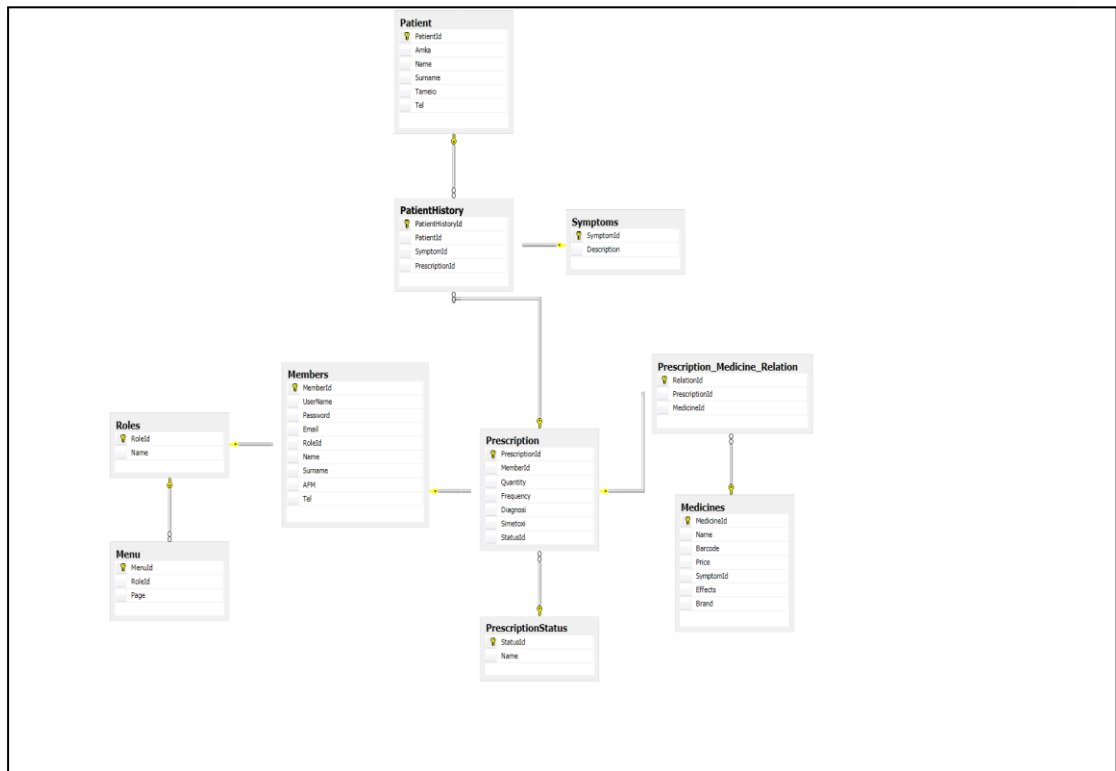 Patient
PatientId
Amka
Name
Surname
Tameio
Tel
PatientHistory
PatientHistoryId
PatientId
SymptomId
PrescriptionId
Symptoms
SymptomId
Description
Members
MemberId
UserName
Password
Email
RoleId
Name
Surname
AFM
Tel
Prescription_Medicine_Relation
RelationId
PrescriptionId
MedicineId
Roles
RoleId
Name
Prescription
PrescriptionId
MemberId
Quantity
Frequency
Diagnosi
Simetoxi
StatusId
Medicines
MedicineId
Name
Barcode
Price
SymptomId
Effects
Brand
Menu
MenuId
RoleId
Page
PrescriptionStatus
StatusId
Name